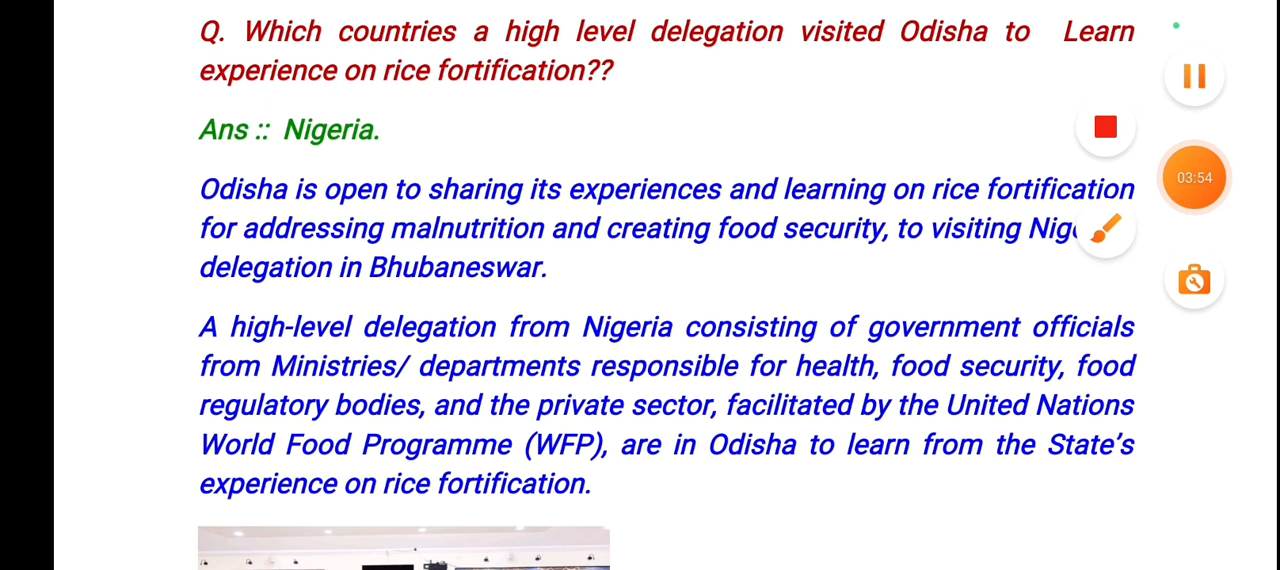 Q. Which countries a high level delegation visited Odisha to Learn
experience on rice fortification??
Ans :: Nigeria.
Odisha is open to sharing its experiences and learning on rice fortification
for addressing malnutrition and creating food security, to visiting
delegation in Bhubaneswar.
A high-level delegation from Nigeria consisting of government officials
from Ministries/ departments responsible for health, food security, food
regulatory bodies, and the private sector, facilitated by the United Nations
World Food Programme (WFP), are in Odisha to learn from the State's
experience on rice fortification.
03:54